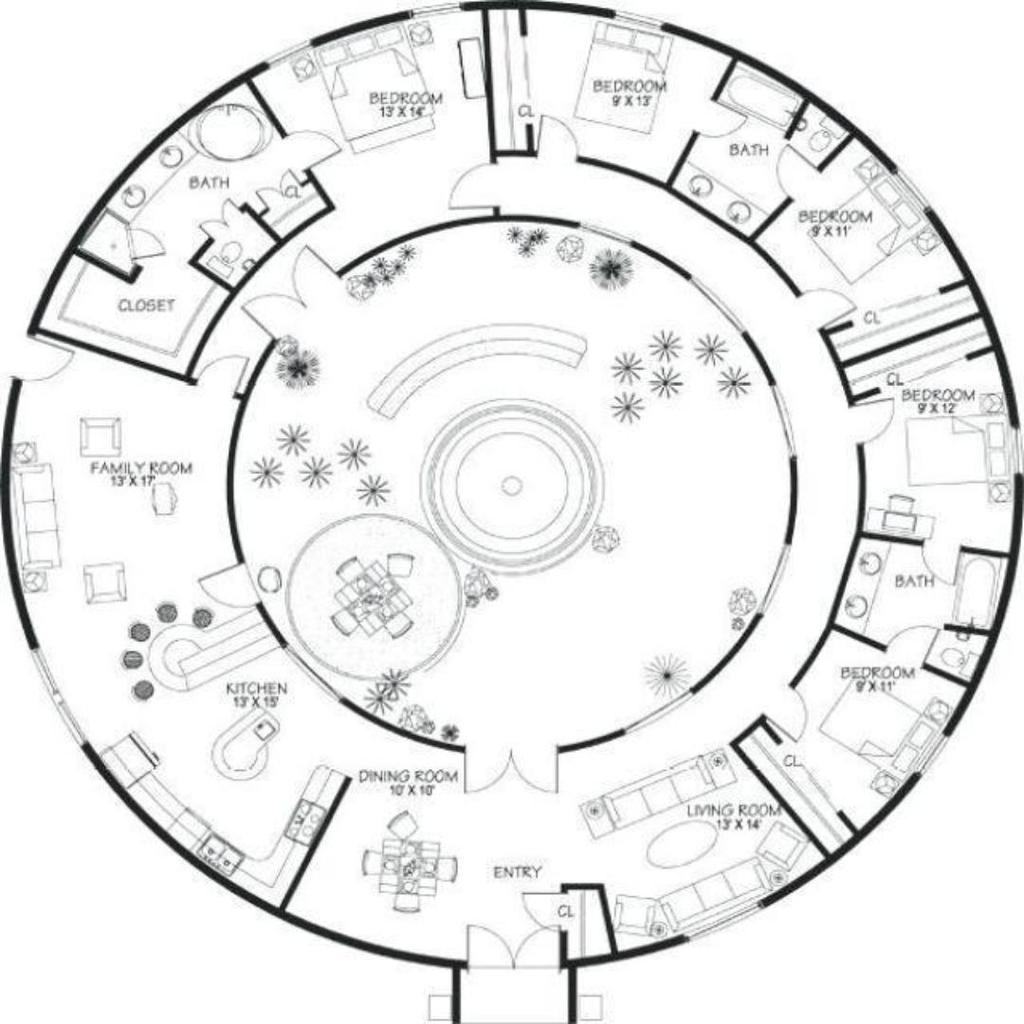 BEDROOM
13' X 14'
CL
BEDROOM
9' X 13'
BATH
BATH
CL
BEDROOM
9' X 11'
CLOSET
CL
CL
BEDROOM
9' X 12'
FAMILY ROOM
13' X 17'
BATH
BEDROOM
9' X 11'
KITCHEN
13' X 15'
CL
DINING ROOM
10' X 10'
LIVING ROOM
13' X 14'
ENTRY
CL